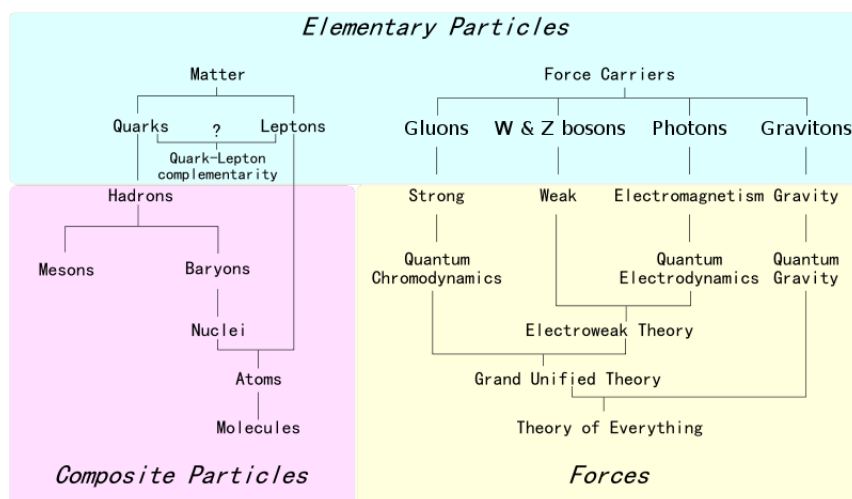 Elementary Particles
Matter Force Carriers
Quarks ? Leptons Gluons W & Z bosons Photons Gravitons
Quark-Lepton
complementarity
Hadrons Strong Weak Electromagnetism Gravity
Mesons Baryons Quantum Chromodynamics Quantum Electrodynamics Quantum Gravity
Nuclei Electroweak Theory
Atoms Grand Unified Theory
Molecules Theory of Everything
Composite Particles Forces